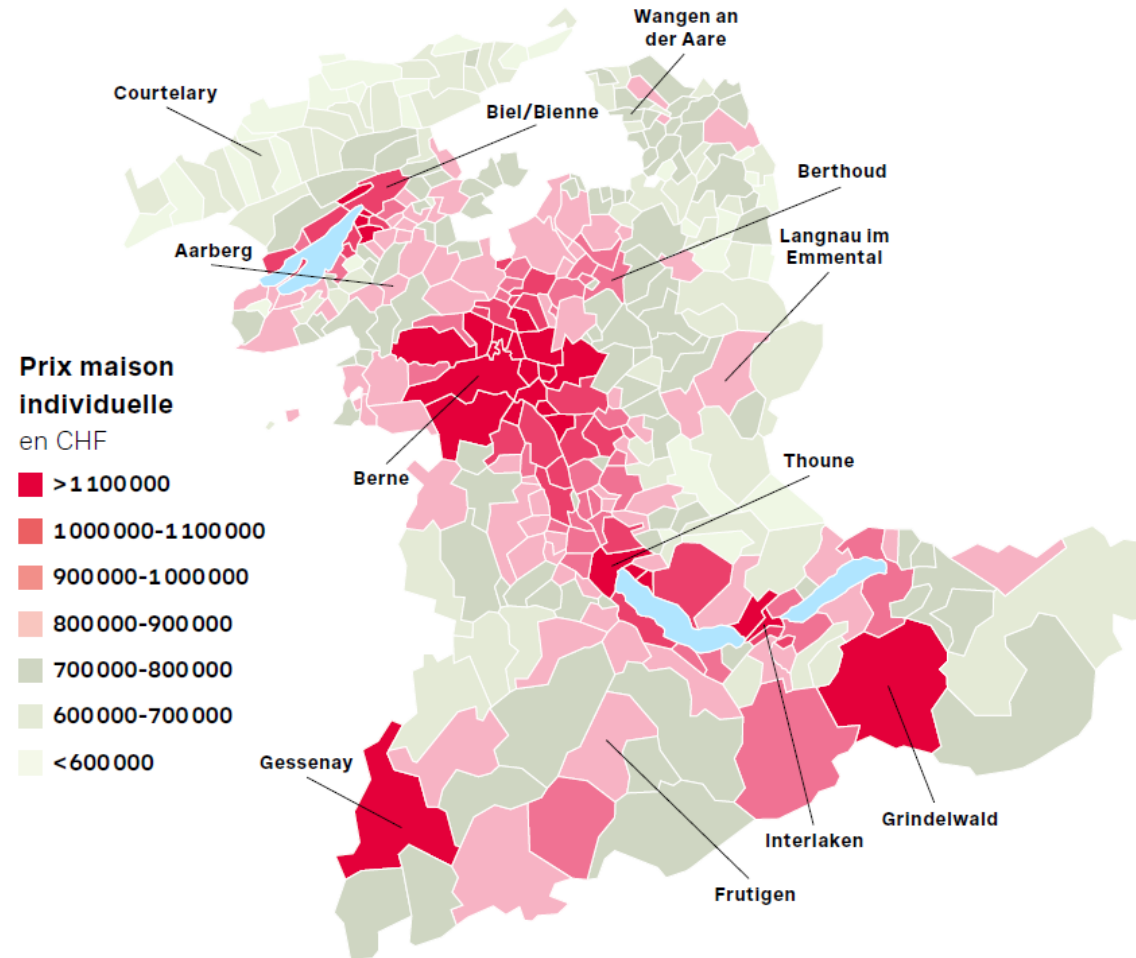 Wangen an
der Aare
Courtelary
Biel/Bienne
Berthoud
Langnau im
Emmental
Aarberg
Prix maison
individuelle
en CHF
>1 100 000
1 000 000-1 100 000
900 000-1 000 000
800 000-900 000
700 000-800 000
600 000-700 000
<600 000
Berne
Thoune
Gessenay
Grindelwald
Interlaken
Frutigen